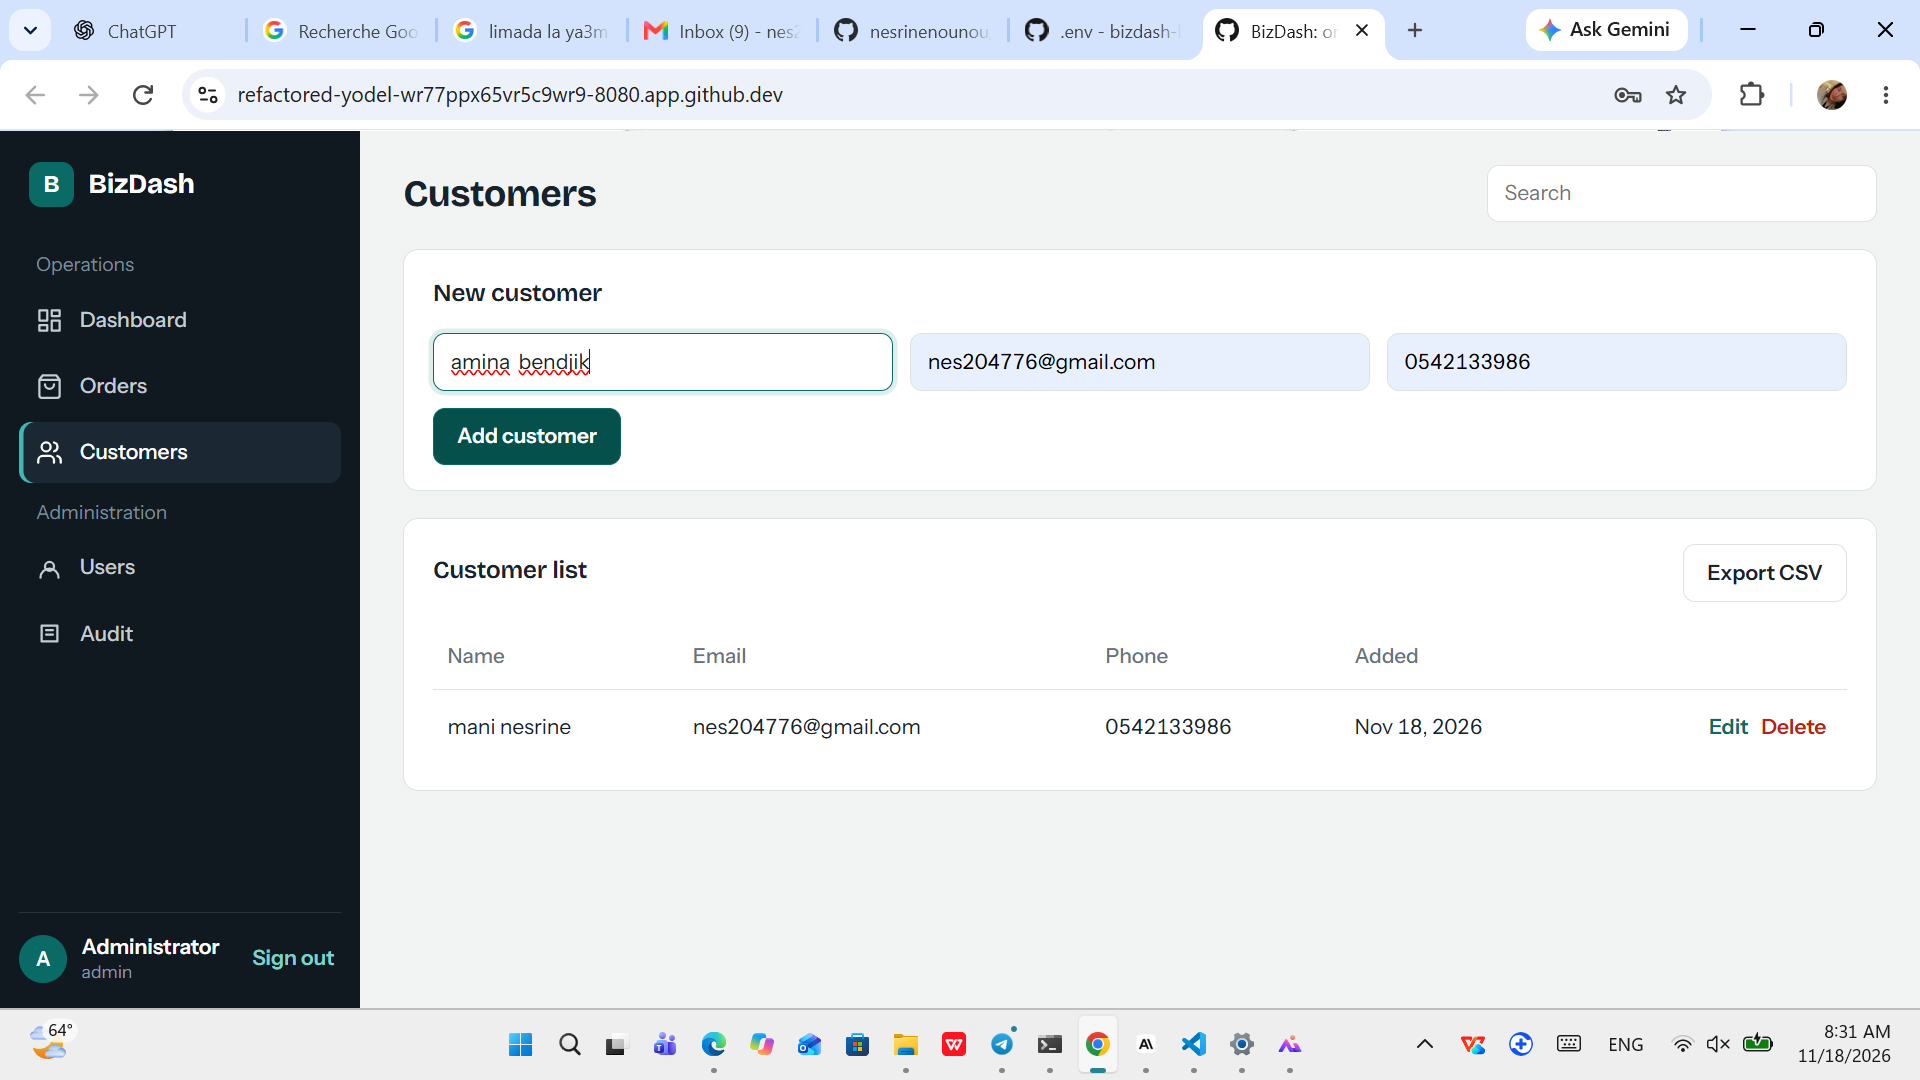 ChatGPT
Recherche Goo
limada la ya3m
Inbox (9) - nes2
nesrinenounou
.env - bizdash-
BizDash: or
Ask Gemini
refactored-yodel-wr77ppx65vr5c9wr9-8080.app.github.dev
B BizDash
Operations
Dashboard
Orders
Customers
Administration
Users
Audit
A
Administrator
admin
Sign out
Customers
Search
New customer
amina bendjik
nes204776@gmail.com
0542133986
Add customer
Customer list
Export CSV
Name Email Phone Added
mani nesrine nes204776@gmail.com 0542133986 Nov 18, 2026 Edit Delete
64°
ENG
8:31 AM
11/18/2026